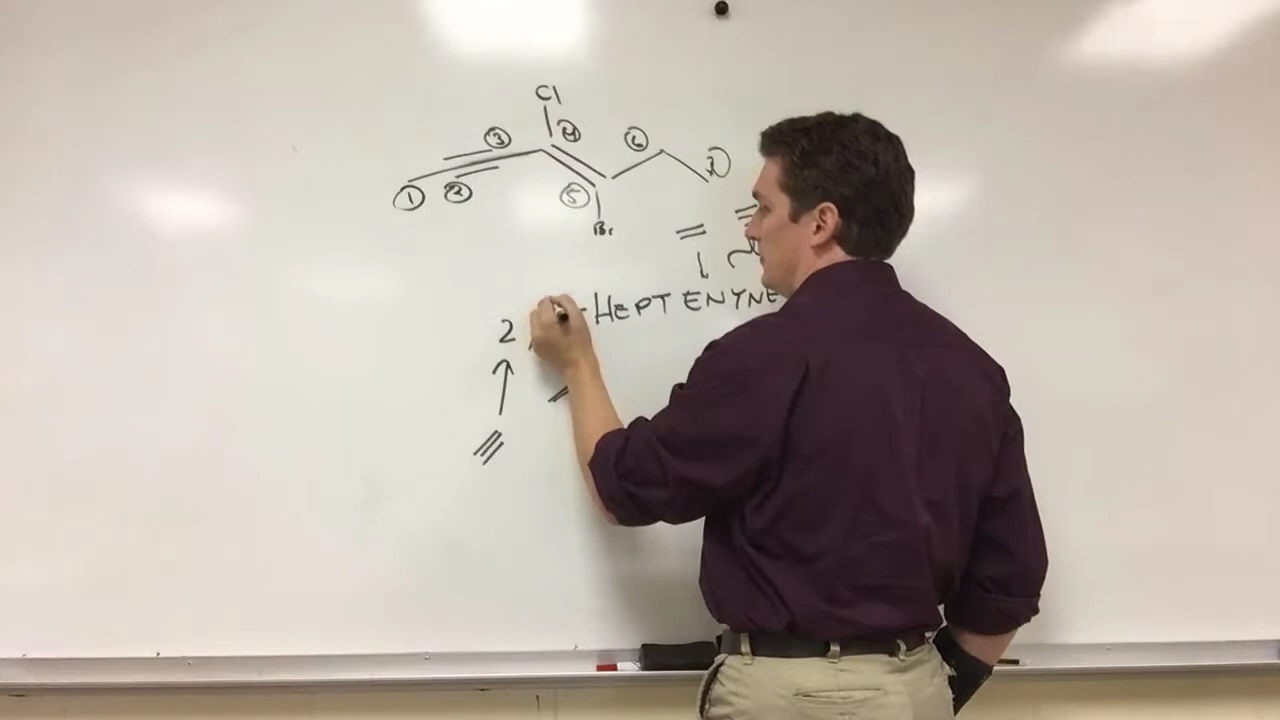 Cl
③ ④ ⑥ 7
① ② ⑤
Br
-HEPT ENYNE
2